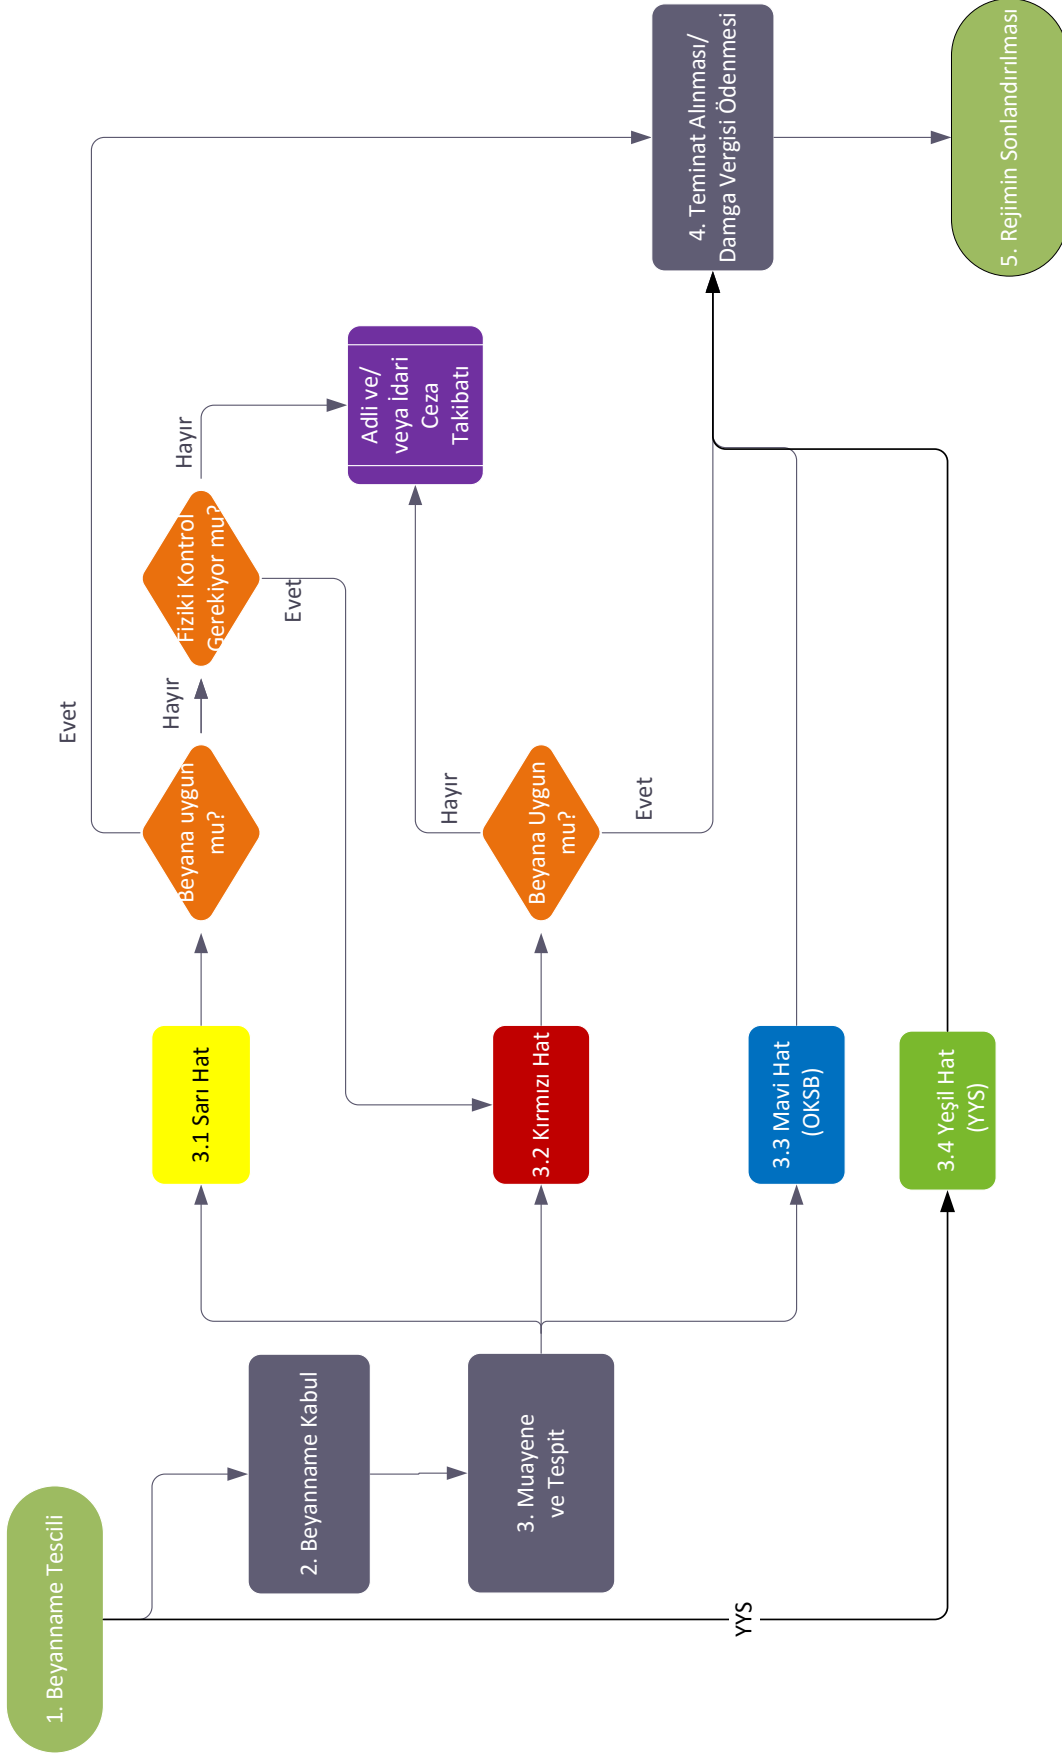 1. Beyanname Tescili
2. Beyanname Kabul
3. Muayene
ve Tespit
YYS
3.1 Sarı Hat
3.2 Kırmızı Hat
3.3 Mavi Hat
(OKSB)
3.4 Yeşil Hat
(YYS)
Beyana uygun
mu?
Evet
Hayır
Fiziki Kontrol
Gerekiyor mu?
Hayır
Evet
Beyana Uygun
mu?
Hayır
Evet
Adli ve/
veya İdari
Ceza
Takibatı
4. Teminat Alınması/
Damga Vergisi Ödenmesi
5. Rejimin Sonlandırılması